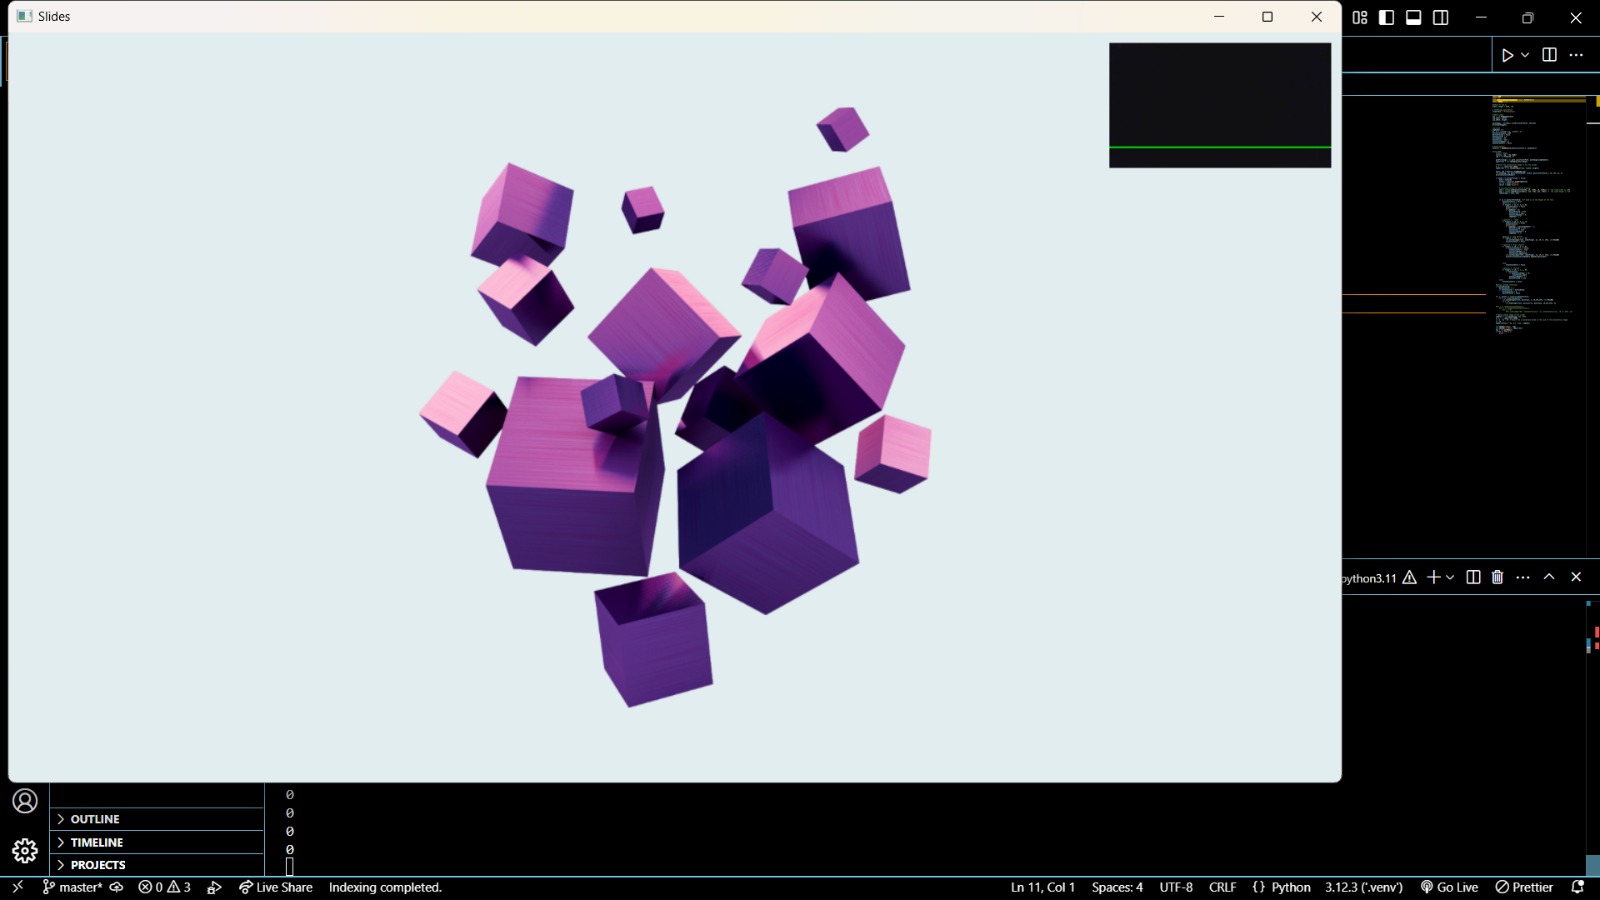 Slides
python3.11
0
0
0
0
OUTLINE
TIMELINE
PROJECTS
master* 0 3 Live Share Indexing completed. Ln 11, Col 1 Spaces: 4 UTF-8 CRLF {} Python 3.12.3 ('.venv') Go Live Prettier